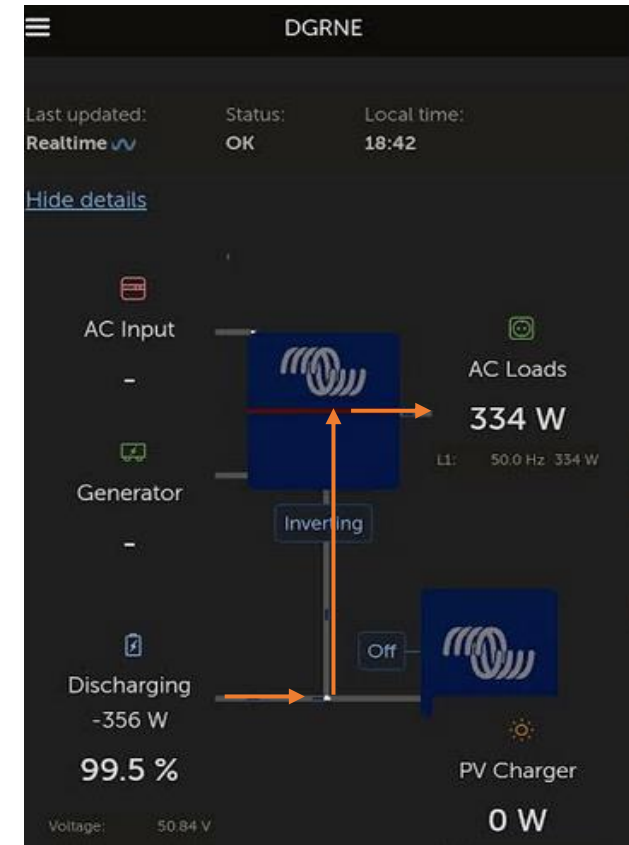 DGRNE
Last updated: Status: Local time:
Realtime OK 18:42
Hide details
AC Input
-
AC Loads
334 W
L1: 50.0 Hz 334 W
Generator
-
Inverting
Off
Discharging
-356 W
99.5 %
Voltage: 50.84 V
PV Charger
0 W